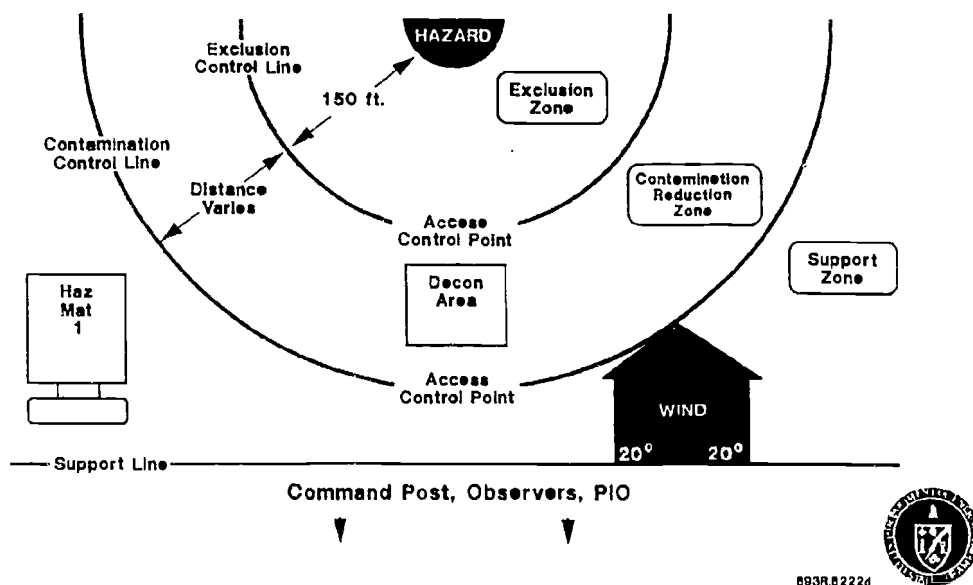 HAZARD
Exclusion
Control Line
150 ft.
Exclusion
Zone
Contamination
Control Line
Distance
Varies
Contamination
Reduction
Zone
Access
Control Point
Support
Zone
Haz
Mat
1
Decon
Area
Access
Control Point
WIND
20° 20°
Support Line
Command Post, Observers, PIO
893R.8222d